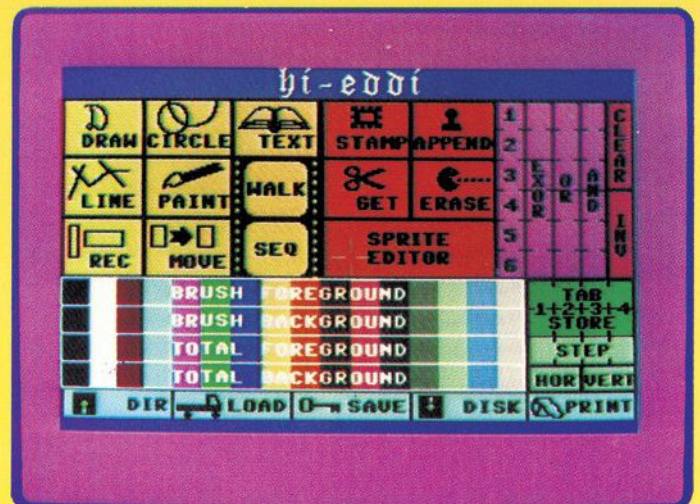 hi-eddi
DRAW CIRCLE TEXT STAMP APPEND
LINE PAINT WALK GET ERASE
REC MOVE SEQ SPRITE
EDITOR
1
2
3
4
5
6
EXOR
OR
AND
CLEAR
INV
BRUSH FOREGROUND
BRUSH BACKGROUND
TOTAL FOREGROUND
TOTAL BACKGROUND
TAB
1+2+3+4
STORE
STEP
HOR VERT
DIR LOAD SAVE DISK PRINT